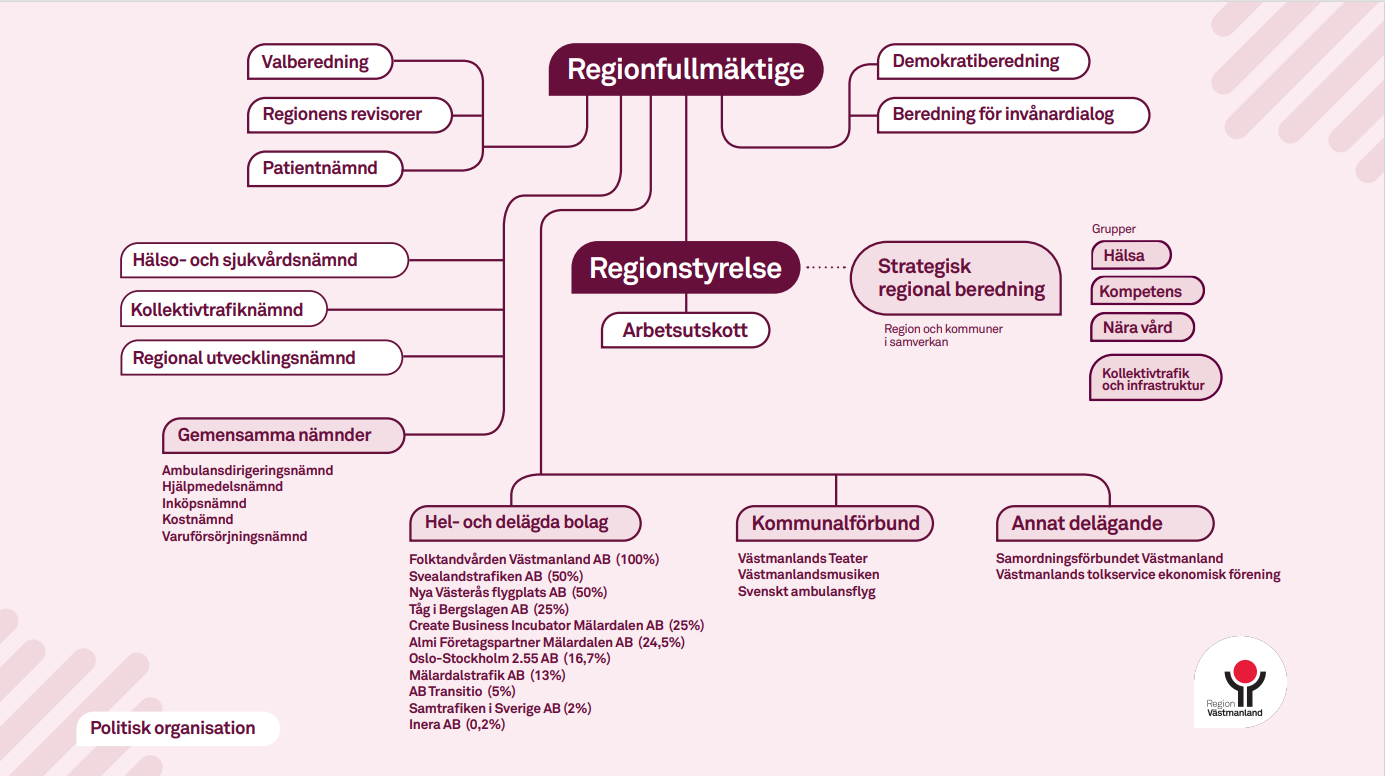 Regionfullmäktige
Valberedning
Regionens revisorer
Patientnämnd
Demokratiberedning
Beredning för invånardialog
Hälso- och sjukvårdsnämnd
Kollektivtrafiknämnd
Regional utvecklingsnämnd
Gemensamma nämnder
Ambulansdirigeringsnämnd
Hjälpmedelsnämnd
Inköpsnämnd
Kostnämnd
Varuförsörjningsnämnd
Regionstyrelse
Arbetsutskott
Strategisk
regional beredning
Region och kommuner
i samverkan
Grupper
Hälsa
Kompetens
Nära vård
Kollektivtrafik
och infrastruktur
Hel- och delägda bolag
Folktandvården Västmanland AB (100%)
Svealandstrafiken AB (50%)
Nya Västerås flygplats AB (50%)
Tåg i Bergslagen AB (25%)
Create Business Incubator Mälardalen AB (25%)
Almi Företagspartner Mälardalen AB (24,5%)
Oslo-Stockholm 2.55 AB (16,7%)
Mälardalstrafik AB (13%)
AB Transitio (5%)
Samtrafiken i Sverige AB (2%)
Inera AB (0,2%)
Kommunalförbund
Västmanlands Teater
Västmanlandsmusiken
Svenskt ambulansflyg
Annat delägande
Samordningsförbundet Västmanland
Västmanlands tolkservice ekonomisk förening
Politisk organisation
Region
Västmanland